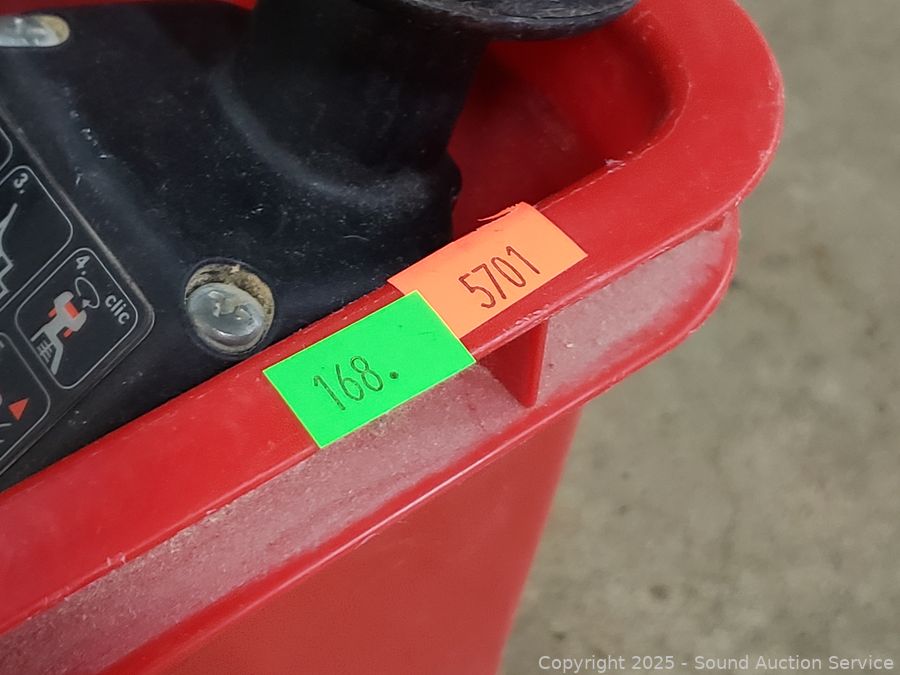 3.
4.
clic
5701
168.
Copyright © 2025 - Sound Auction Service